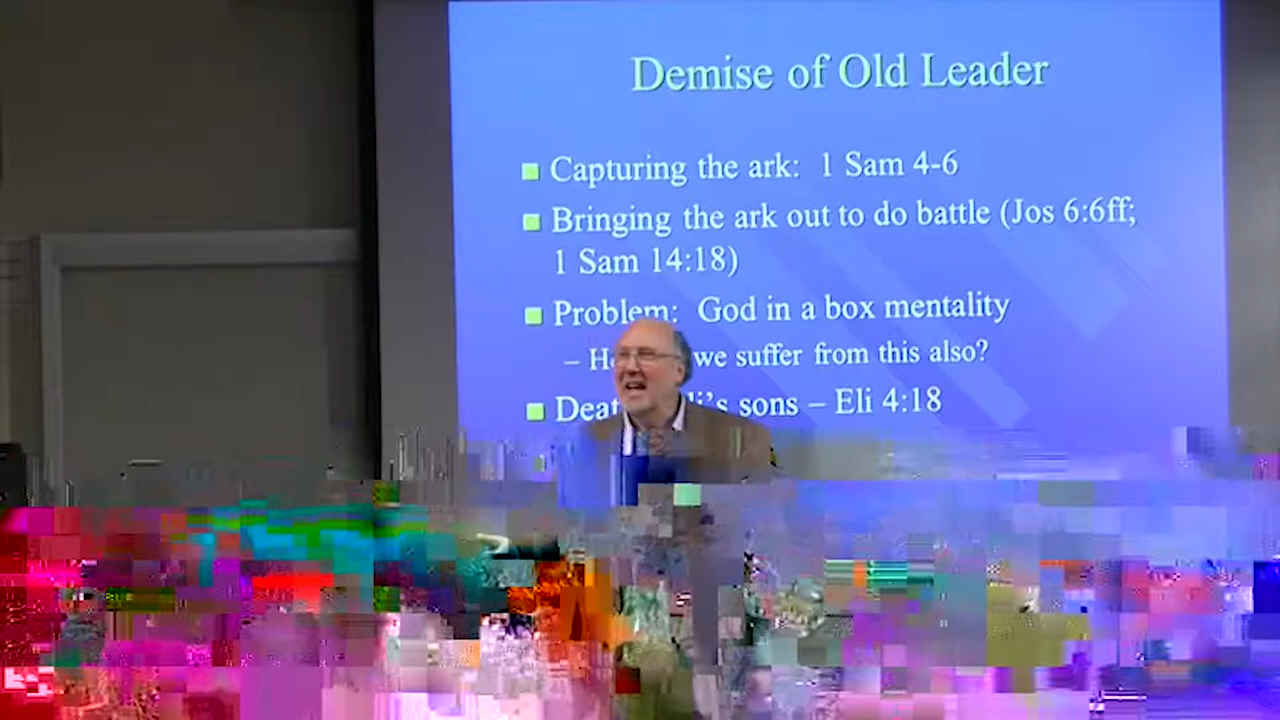 Demise of Old Leader
Capturing the ark: 1 Sam 4-6
Bringing the ark out to do battle (Jos 6:6ff;
1 Sam 14:18)
Problem: God in a box mentality
– we suffer from this also?
sons – Eli 4:18